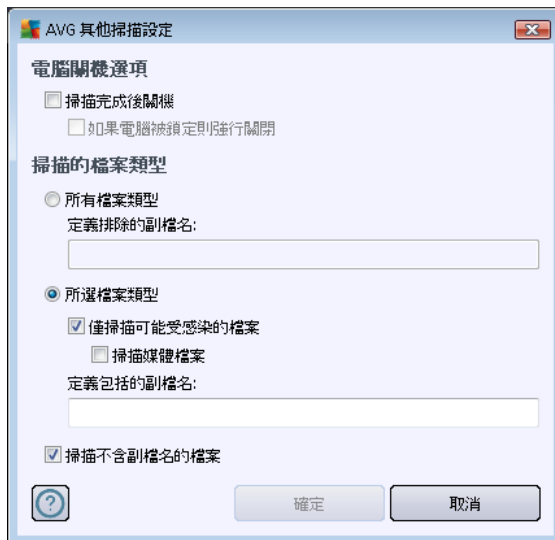 AVG 其他掃描設定
電腦關機選項
掃描完成後關機
如果電腦被鎖定則強行關閉
掃描的檔案類型
所有檔案類型
定義排除的副檔名:
所選檔案類型
僅掃描可能受感染的檔案
掃描媒體檔案
定義包括的副檔名:
掃描不含副檔名的檔案
?
確定
取消